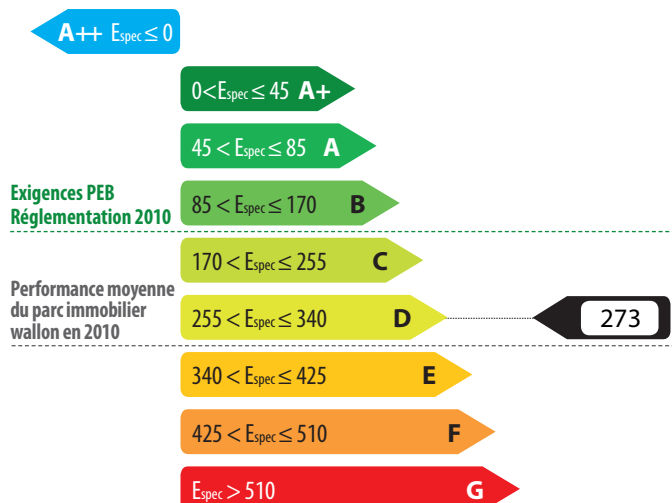 A++ Espec ≤ 0
0<Espec ≤ 45 A+
45 < Espec ≤ 85 A
Exigences PEB
Réglementation 2010
85 < Espec ≤ 170 B
170 < Espec ≤ 255 C
Performance moyenne
du parc immobilier
wallon en 2010
255 < Espec ≤ 340 D
273
340 < Espec ≤ 425 E
425 < Espec ≤ 510 F
Espec > 510 G